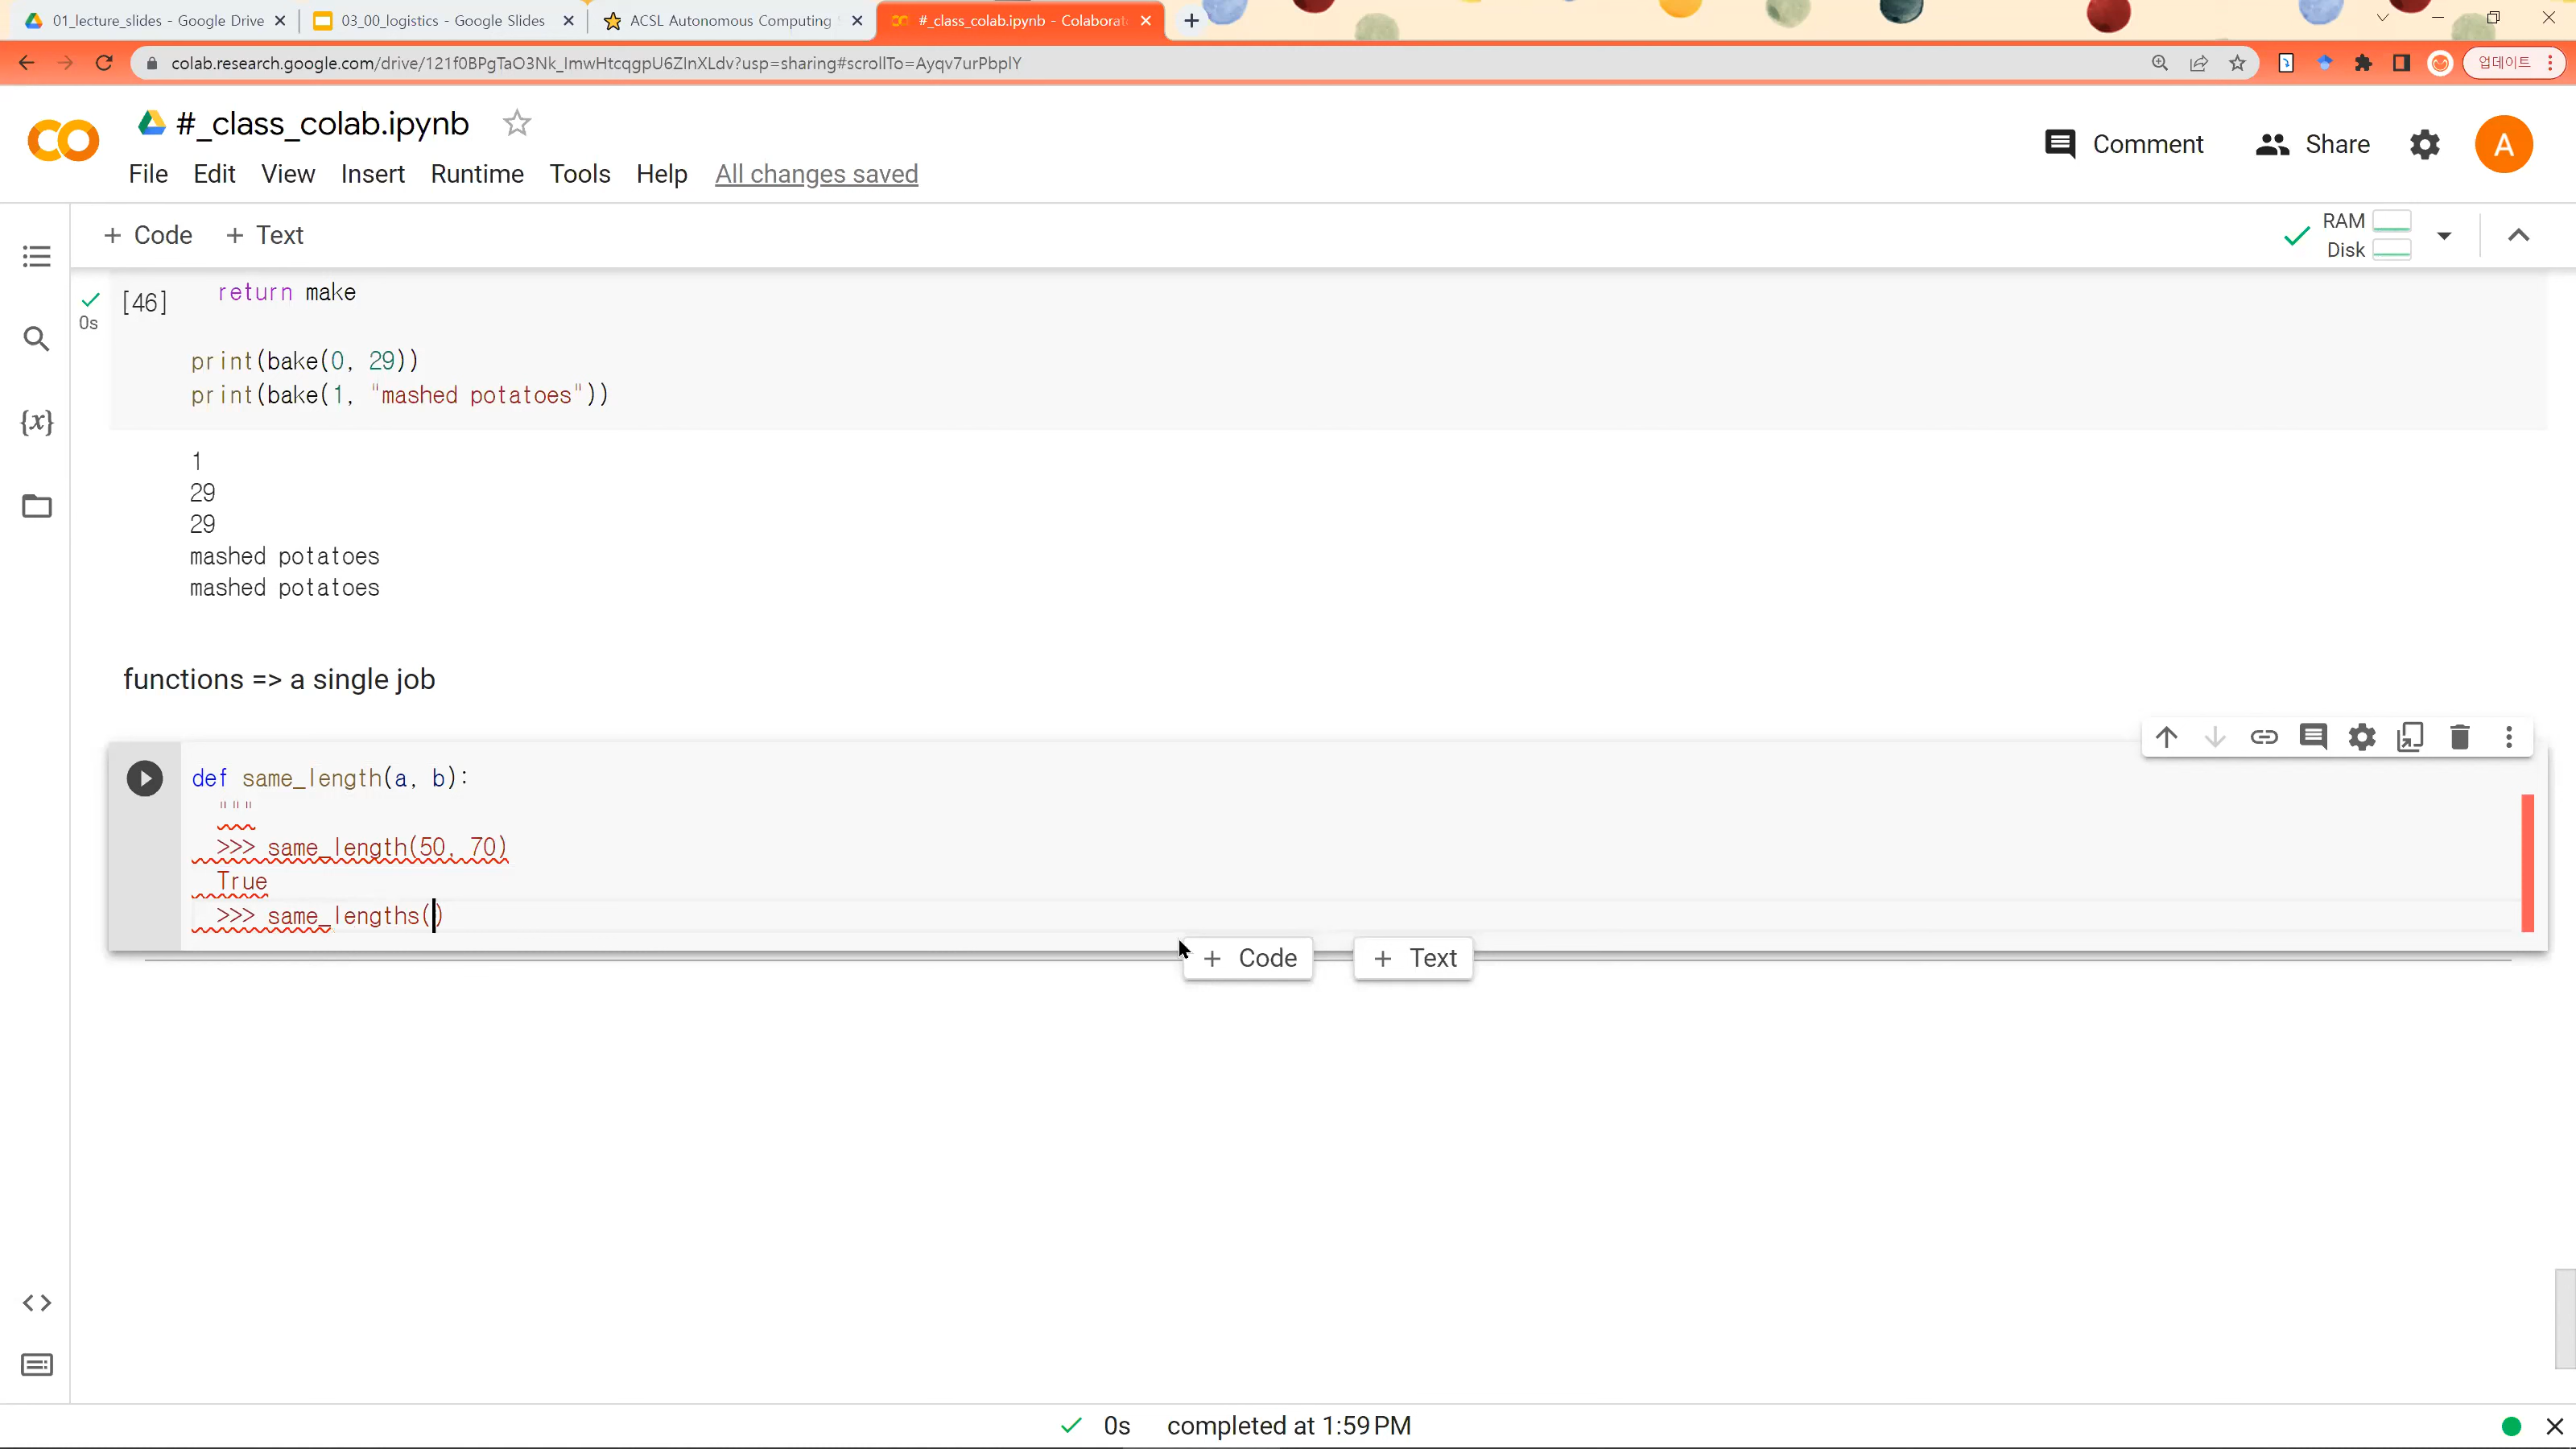 01_lecture_slides - Google Drive
03_00_logistics - Google Slides
ACSL Autonomous Computing
#_class_colab.ipynb - Colaborat
colab.research.google.com/drive/121f0BPgTaO3Nk_ImwHtcqgpU6ZInXLdv?usp=sharing#scrollTo=Ayqv7urPbplY
업데이트
#_class_colab.ipynb
Comment
Share
A
File Edit View Insert Runtime Tools Help All changes saved
+ Code + Text
RAM
Disk
[46]
0s
return make
print(bake(0, 29))
print(bake(1, "mashed potatoes"))
{x}
1
29
29
mashed potatoes
mashed potatoes
functions => a single job
def same_length(a, b):
"""
>>> same_length(50, 70)
True
>>> same_lengths()
+ Code + Text
0s completed at 1:59 PM